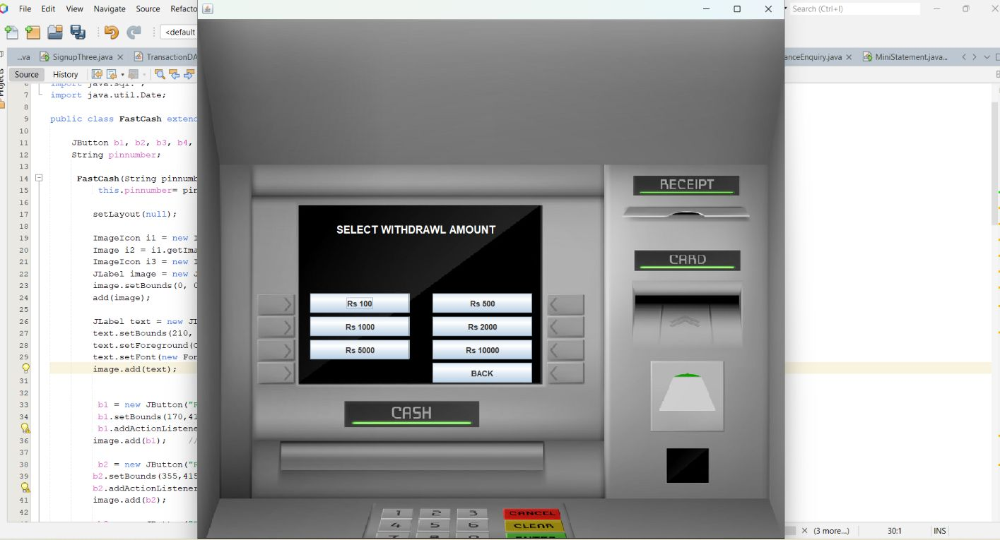 File Edit View Navigate Source Refacto
Search (Ctrl+I)
<default
...va SignupThree.java TransactionDA
anceEnquiry.java MiniStatement.java...
Source History
Projects
6 import java.sql.*;
7 import java.util.Date;
8
9 public class FastCash extend
10
11 JButton b1, b2, b3, b4,
12 String pinnumber;
13
14 FastCash(String pinnumb
15 this.pinnumber= pin
16
17 setLayout(null);
18
19 ImageIcon i1 = new I
20 Image i2 = i1.getIma
21 ImageIcon i3 = new I
22 JLabel image = new J
23 image.setBounds(0, 0
24 add(image);
25
26 JLabel text = new JL
27 text.setBounds(210,
28 text.setForeground(C
29 text.setFont(new Fon
image.add(text);
31
32
33 b1 = new JButton("R
34 b1.setBounds(170,41
b1.addActionListene
36 image.add(b1); //
37
38 b2 = new JButton("R
39 b2.setBounds(355,415
b2.addActionListener
41 image.add(b2);
42
SELECT WITHDRAWL AMOUNT
Rs 100 Rs 500
Rs 1000 Rs 2000
Rs 5000 Rs 10000
BACK
CASH
RECEIPT
CARD
1 2 3 CANCEL
4 5 6 CLEAR
7 8 9 ENTER
(3 more...) 30:1 INS